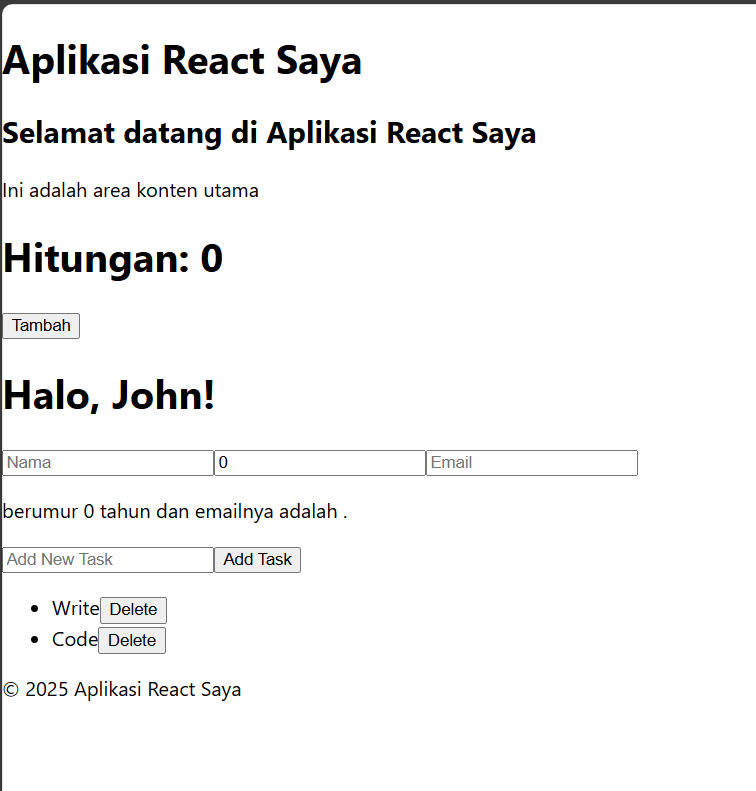 Aplikasi React Saya
Selamat datang di Aplikasi React Saya
Ini adalah area konten utama
Hitungan: 0
Tambah
Halo, John!
Nama 0 Email
berumur 0 tahun dan emailnya adalah .
Add New Task Add Task
Write Delete
Code Delete
© 2025 Aplikasi React Saya